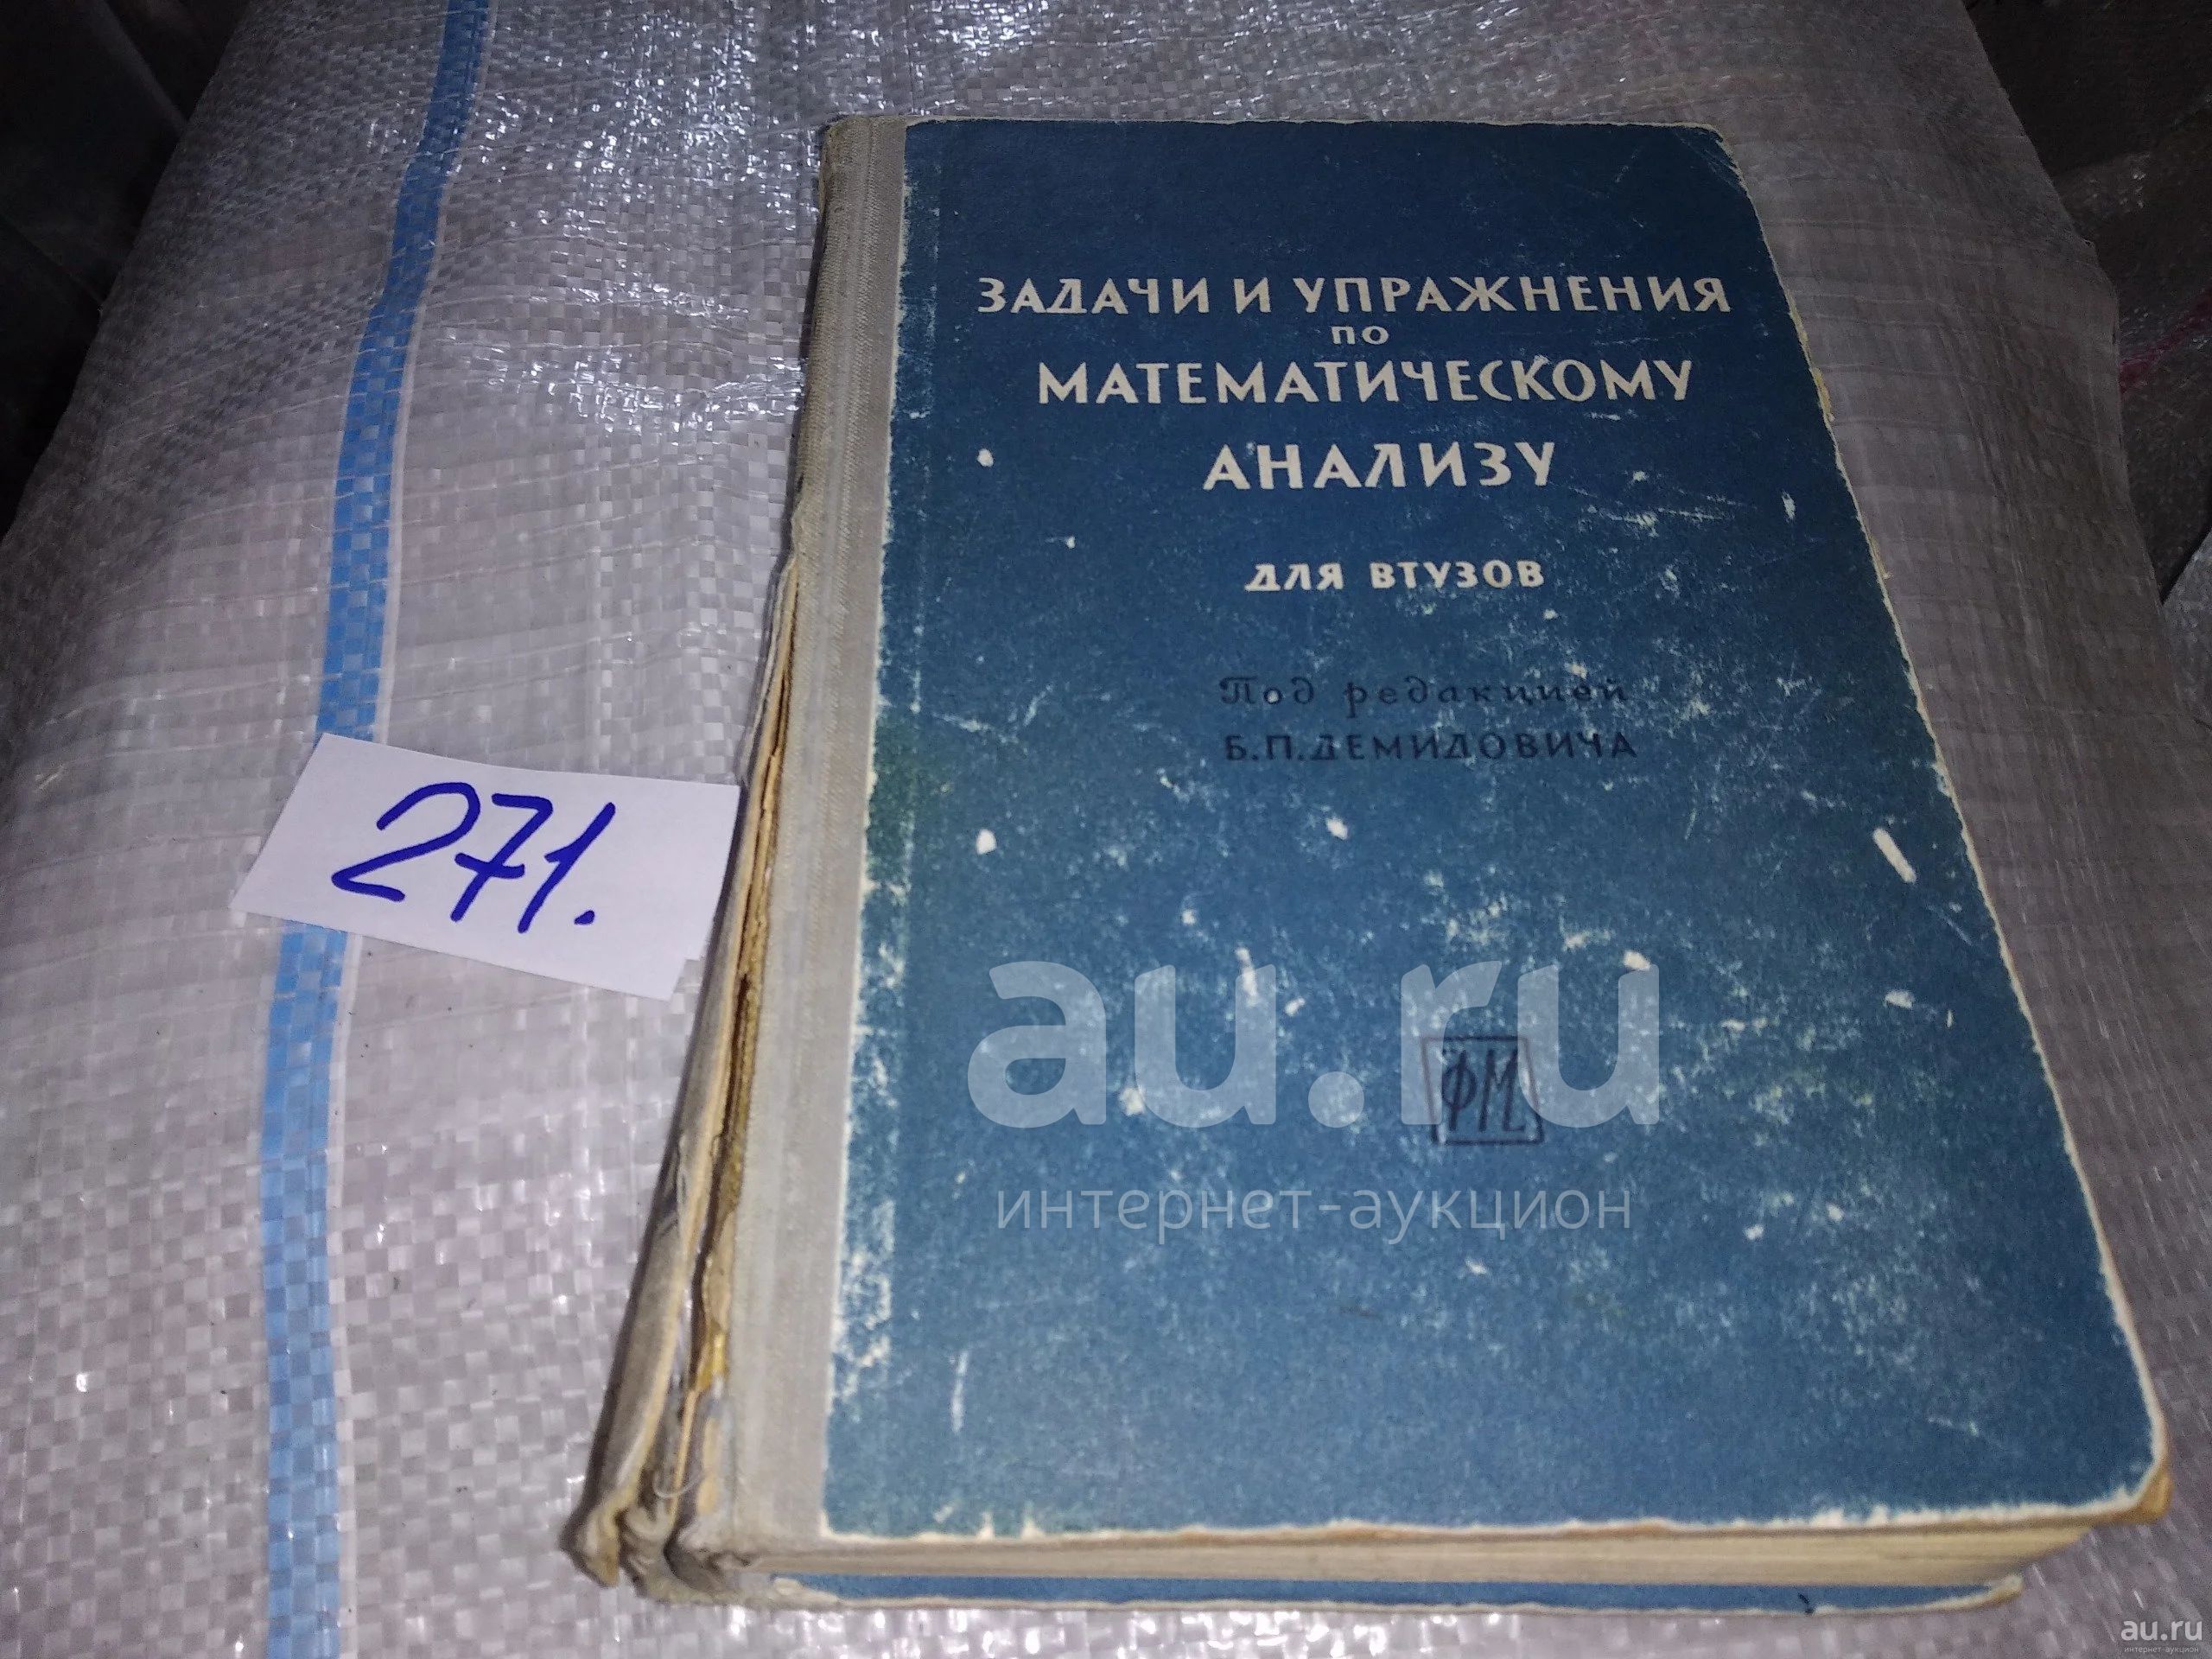 ЗАДАЧИ И УПРАЖНЕНИЯ
ПО
МАТЕМАТИЧЕСКОМУ
АНАЛИЗУ
ДЛЯ ВТУЗОВ
Под редакцией
Б.П.ДЕМИДОВИЧА
271.
au.ru
ФМ
интернет-аукцион
au.ru
интернет-аукцион